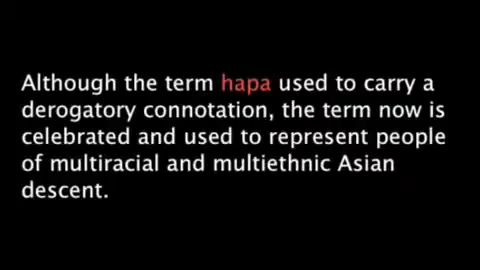 Although the term hapa used to carry a
derogatory connotation, the term now is
celebrated and used to represent people
of multiracial and multiethnic Asian
descent.